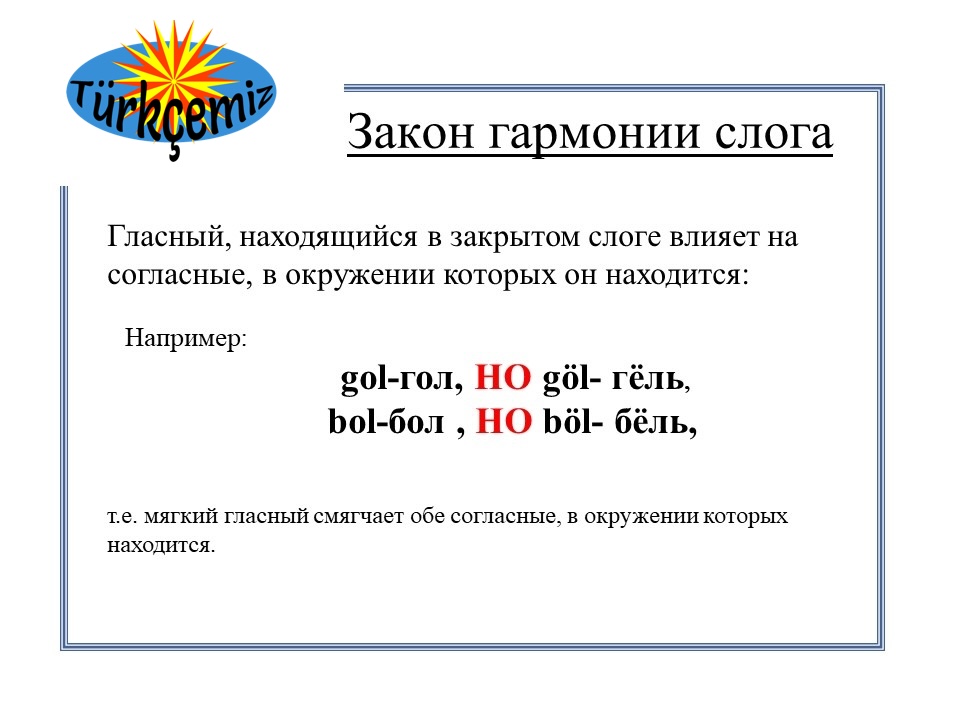 Türkçemiz
Закон гармонии слога
Гласный, находящийся в закрытом слоге влияет на
согласные, в окружении которых он находится:
Например:
gol-гол, НО göl- гёль,
bol-бол , НО böl- бёль,
т.е. мягкий гласный смягчает обе согласные, в окружении которых
находится.